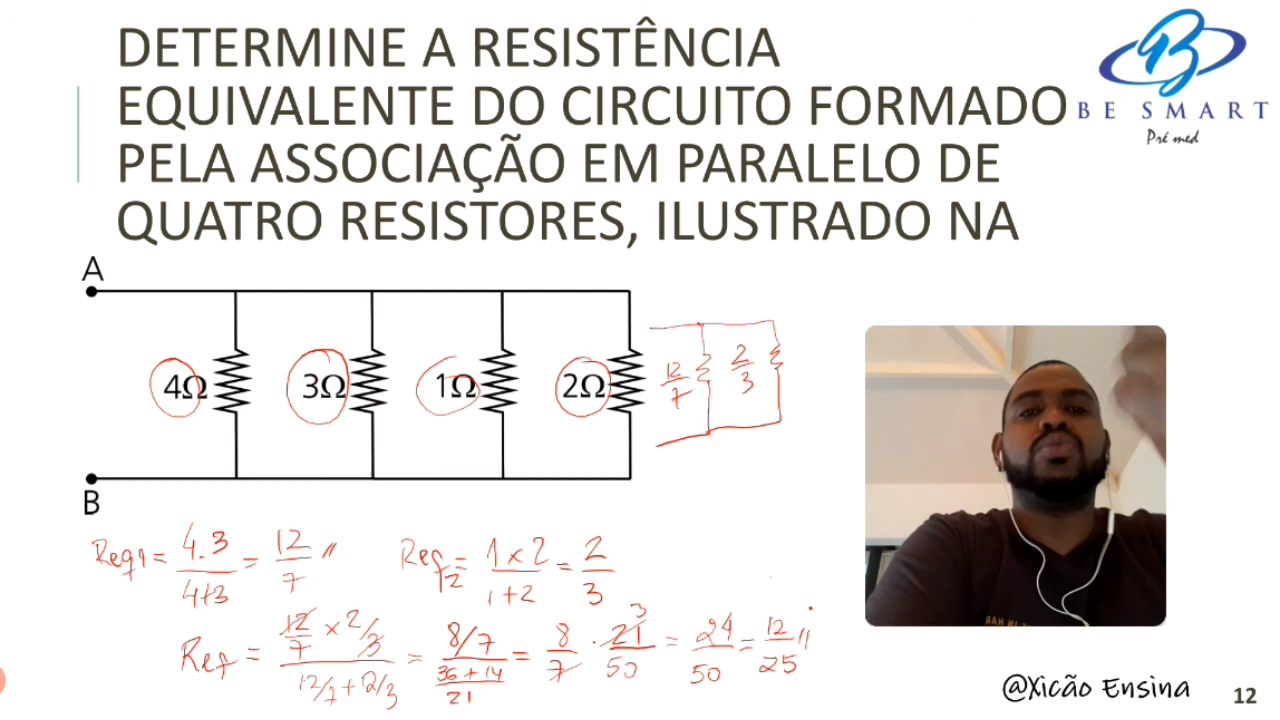 DETERMINE A RESISTÊNCIA
EQUIVALENTE DO CIRCUITO FORMADO
PELA ASSOCIAÇÃO EM PARALELO DE
QUATRO RESISTORES, ILUSTRADO NA
BE SMART
Pré med
A
4Ω 3Ω 1Ω 2Ω
12/7 2/3
B
Req1 = 4.3/4+3 = 12/7 //
Req2 = 1x2/1+2 = 2/3
Req = 12/7 x 2/3 / 12/7 + 2/3 = 8/7 / 36+14/21 = 8/7 . 21/50 3 = 24/50 = 12/25 //
@Xicão Ensina
12